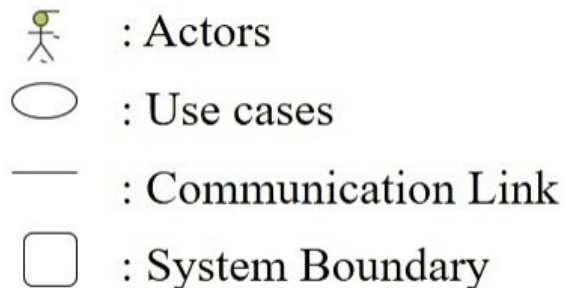 : Actors
: Use cases
: Communication Link
: System Boundary